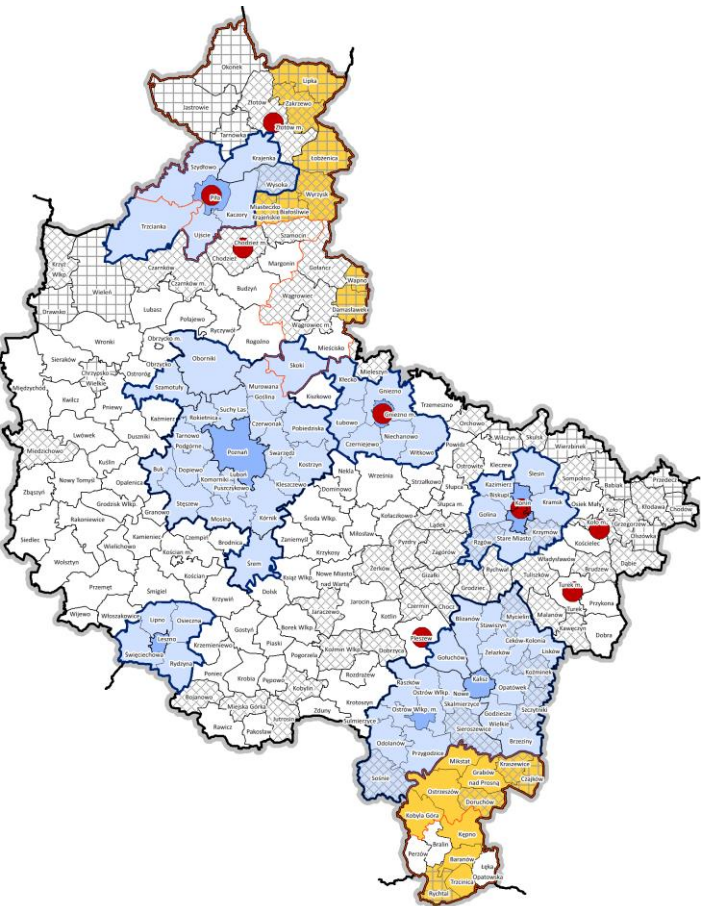 Okonek
Lipka
Jastrowie
Złotów
Zakrzewo
Złotów m.
Tarnówka
Łobżenica
Krajenka
Szydłowo
Wysoka
Piła
Wyrzysk
Miasteczko
Krajeńskie
Białośliwie
Kaczory
Trzcianka
Ujście
Szamocin
Chodzież m.
Chodzież
Margonin
Gołańcz
Krzyż
Wlkp.
Czarnków
Czarnków m.
Wapno
Wieleń
Budzyń
Wągrowiec
Damasławek
Drawsko
Lubasz
Połajewo
Ryczywół
Wągrowiec m.
Rogoźno
Wronki
Obrzycko m.
Mieścisko
Sieraków
Obrzycko
Oborniki
Skoki
Mieleszyn
Chrzypsko
Wielkie
Ostroróg
Kłecko
Międzychód
Szamotuły
Murowana
Goślina
Gniezno
Kwilcz
Kiszkowo
Trzemeszno
Pniewy
Suchy Las
Gniezno m.
Kaźmierz
Rokietnica
Czerwonak
Pobiedziska
Łubowo
Orchowo
Lwówek
Duszniki
Tarnowo
Podgórne
Niechanowo
Wilczyn
Skulsk
Wierzbinek
Miedzichowo
Poznań
Swarzędz
Czerniejewo
Witkowo
Powidz
Kuślin
Buk
Dopiewo
Luboń
Kostrzyn
Ostrowite
Kleczew
Ślesin
Sompolno
Przedecz
Nowy Tomyśl
Opalenica
Komorniki
Puszczykowo
Kleszczewo
Nekla
Września
Strzałkowo
Słupca
Kazimierz
Biskupi
Babiak
Zbąszyń
Grodzisk Wlkp.
Stęszew
Dominowo
Słupca m.
Konin
Kramsk
Osiek Mały
Kłodawa
Chodów
Granowo
Mosina
Kórnik
Środa Wlkp.
Kołaczkowo
Golina
Koło
Grzegorzew
Rakoniewice
Lądek
Krzymów
Koło m.
Olszówka
Siedlec
Kamieniec
Czempiń
Brodnica
Zaniemyśl
Miłosław
Pyzdry
Rzgów
Stare Miasto
Kościelec
Wielichowo
Kościan m.
Krzykosy
Zagórów
Władysławów
Dąbie
Wolsztyn
Kościan
Śrem
Nowe Miasto
nad Wartą
Żerków
Rychwał
Tuliszków
Brudzew
Przemęt
Śmigiel
Książ Wlkp.
Gizałki
Grodziec
Turek m.
Krzywiń
Dolsk
Jaraczewo
Jarocin
Czermin
Chocz
Turek
Przykona
Wijewo
Włoszakowice
Lipno
Osieczna
Kotlin
Blizanów
Mycielin
Malanów
Kawęczyn
Gostyń
Borek Wlkp.
Stawiszyn
Dobre
Leszno
Krzemieniewo
Piaski
Pleszew
Ceków-Kolonia
Święciechowa
Koźmin Wlkp.
Dobrzyca
Gołuchów
Żelazków
Lisków
Rydzyna
Poniec
Pogorzela
Koźminek
Krobia
Pępowo
Rozdrażew
Raszków
Kalisz
Opatówek
Kobylin
Krotoszyn
Ostrów Wlkp.
Nowe
Skalmierzyce
Bojanowo
Miejska Górka
Zduny
Ostrów Wlkp. m.
Godziesze
Wielkie
Szczytniki
Jutrosin
Sulmierzyce
Rawicz
Pakosław
Sieroszewice
Odolanów
Przygodzice
Brzeziny
Mikstat
Kraszewice
Sośnie
Grabów
nad Prosną
Czajków
Ostrzeszów
Doruchów
Kobyla Góra
Kępno
Bralin
Perzów
Baranów
Łęka
Opatowska
Trzcinica
Rychtal